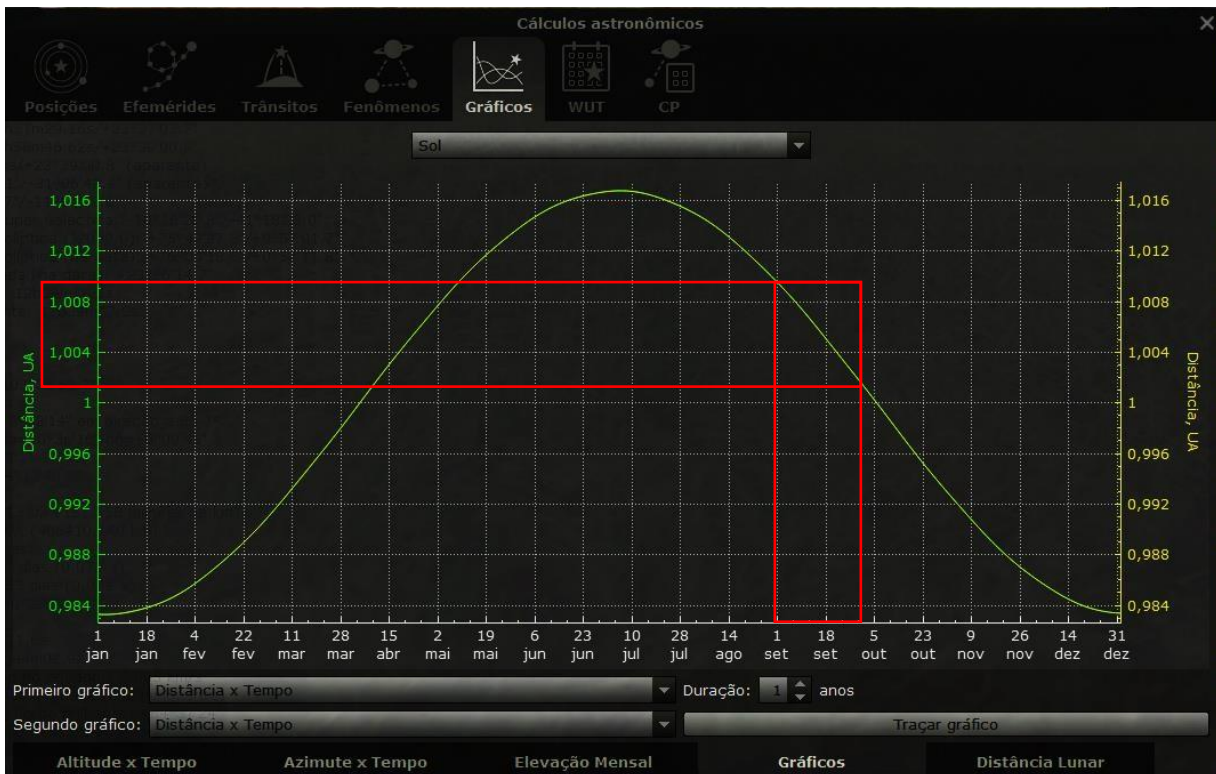 Cálculos astronômicos
Posições Efemérides Trânsitos Fenômenos Gráficos WUT CP
Sol
1,016 1,016
1,012 1,012
1,008 1,008
1,004 1,004
1 1
0,996 0,996
0,992 0,992
0,988 0,988
0,984 0,984
Distância, UA
Distância, UA
1 18 4 22 11 28 15 2 19 6 23 10 28 14 1 18 5 23 9 26 14 31
jan jan fev fev mar mar abr mai mai jun jun jul jul ago set set out out nov nov dez dez
Primeiro gráfico: Distância x Tempo Duração: 1 anos
Segundo gráfico: Distância x Tempo Traçar gráfico
Altitude x Tempo Azimute x Tempo Elevação Mensal Gráficos Distância Lunar